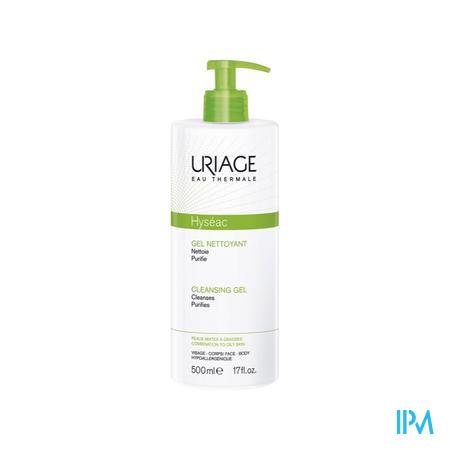 URIAGE
EAU THERMALE
Hyséac
GEL NETTOYANT
Nettoie
Purifie
CLEANSING GEL
Cleanses
Purifies
PEAUX MIXTES À GRASSES
COMBINATION TO OILY SKIN
VISAGE - CORPS/ FACE - BODY
HYPOALLERGÉNIQUE
500ml℮ 17fl.oz.
IPM